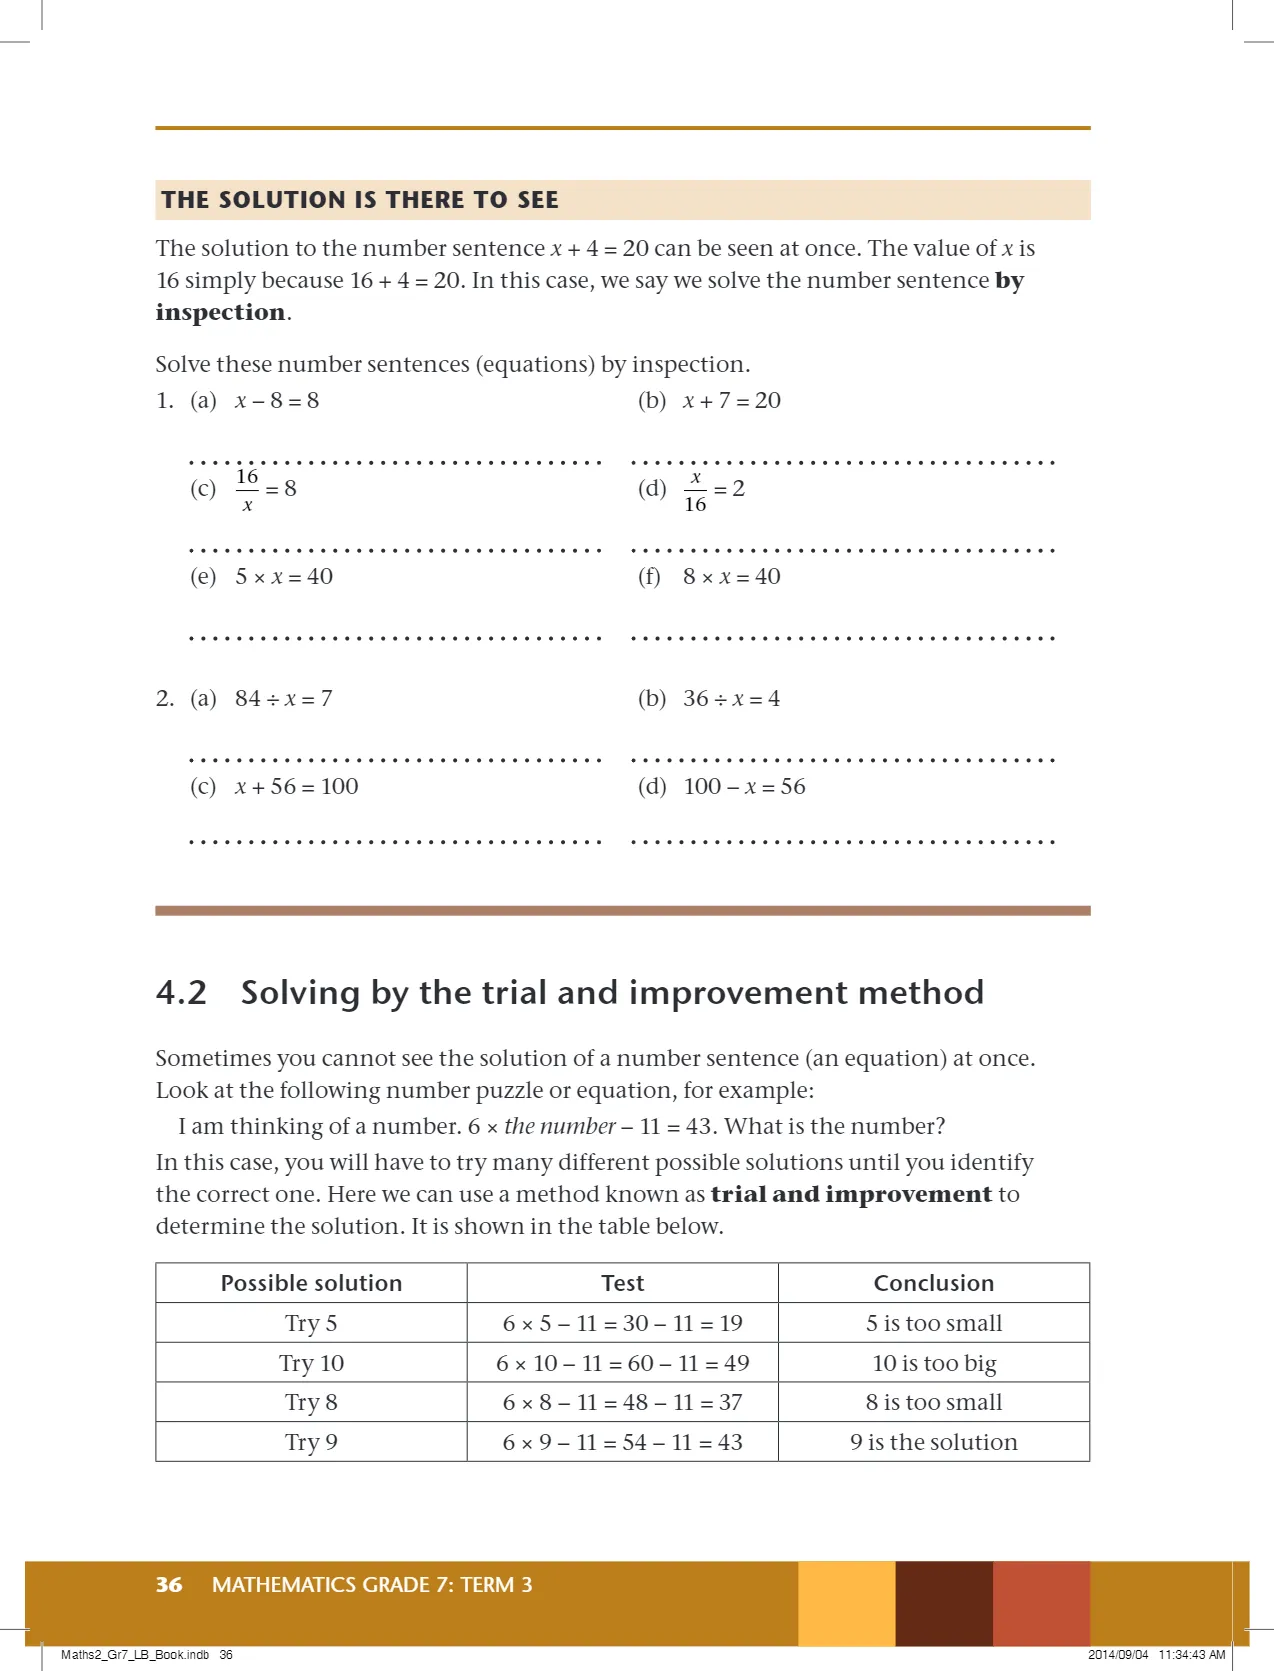 THE SOLUTION IS THERE TO SEE
The solution to the number sentence x + 4 = 20 can be seen at once. The value of x is
16 simply because 16 + 4 = 20. In this case, we say we solve the number sentence by
inspection.
Solve these number sentences (equations) by inspection.
1. (a) x – 8 = 8 (b) x + 7 = 20
(c) 16/x = 8 (d) x/16 = 2
(e) 5 × x = 40 (f) 8 × x = 40
2. (a) 84 ÷ x = 7 (b) 36 ÷ x = 4
(c) x + 56 = 100 (d) 100 – x = 56
4.2 Solving by the trial and improvement method
Sometimes you cannot see the solution of a number sentence (an equation) at once.
Look at the following number puzzle or equation, for example:
I am thinking of a number. 6 × the number – 11 = 43. What is the number?
In this case, you will have to try many different possible solutions until you identify
the correct one. Here we can use a method known as trial and improvement to
determine the solution. It is shown in the table below.
Possible solution Test Conclusion
Try 5 6 × 5 – 11 = 30 – 11 = 19 5 is too small
Try 10 6 × 10 – 11 = 60 – 11 = 49 10 is too big
Try 8 6 × 8 – 11 = 48 – 11 = 37 8 is too small
Try 9 6 × 9 – 11 = 54 – 11 = 43 9 is the solution
36 MATHEMATICS GRADE 7: TERM 3
Maths2_Gr7_LB_Book.indb 36 2014/09/04 11:34:43 AM